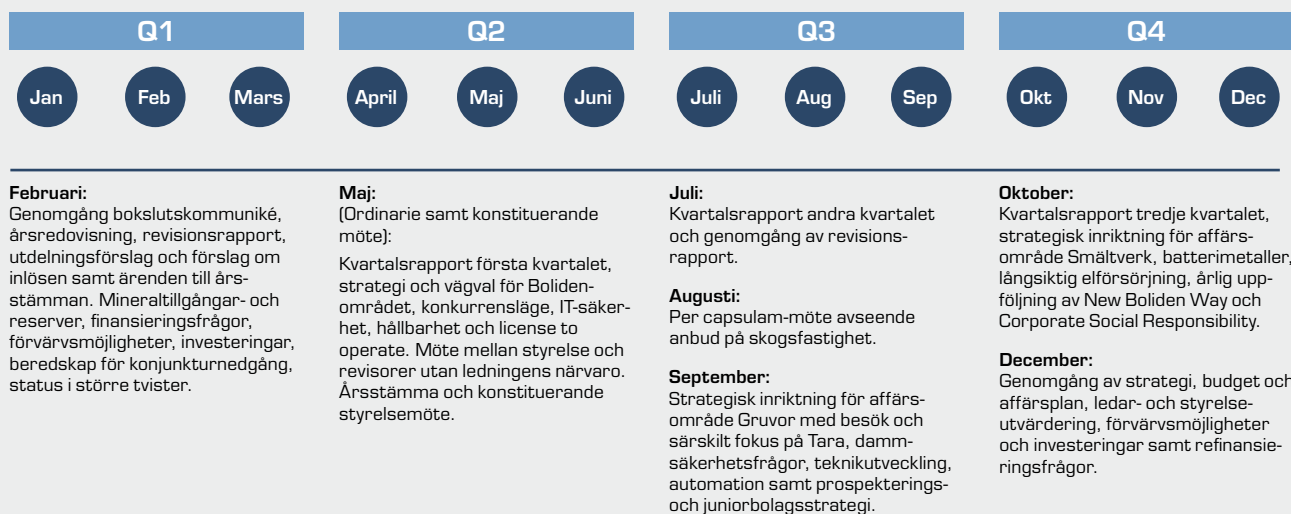 Q1
Q2
Q3
Q4
Jan
Feb
Mars
April
Maj
Juni
Juli
Aug
Sep
Okt
Nov
Dec
Februari:
Genomgång bokslutskommuniké,
årsredovisning, revisionsrapport,
utdelningsförslag och förslag om
inlösen samt ärenden till års-
stämman. Mineraltillgångar- och
reserver, finansieringsfrågor,
förvärvsmöjligheter, investeringar,
beredskap för konjunkturnedgång,
status i större tvister.
Maj:
(Ordinarie samt konstituerande
möte):
Kvartalsrapport första kvartalet,
strategi och vägval för Boliden-
området, konkurrensläge, IT-säker-
het, hållbarhet och license to
operate. Möte mellan styrelse och
revisorer utan ledningens närvaro.
Årsstämma och konstituerande
styrelsemöte.
Juli:
Kvartalsrapport andra kvartalet
och genomgång av revisions-
rapport.
Augusti:
Per capsulam-möte avseende
anbud på skogsfastighet.
September:
Strategisk inriktning för affärs-
område Gruvor med besök och
särskilt fokus på Tara, damm-
säkerhetsfrågor, teknikutveckling,
automation samt prospekterings-
och juniorbolagsstrategi.
Oktober:
Kvartalsrapport tredje kvartalet,
strategisk inriktning för affärs-
område Smältverk, batterimetaller,
långsiktig elförsörjning, årlig upp-
följning av New Boliden Way och
Corporate Social Responsibility.
December:
Genomgång av strategi, budget och
affärsplan, ledar- och styrelse-
utvärdering, förvärvsmöjligheter
och investeringar samt refinansie-
ringsfrågor.